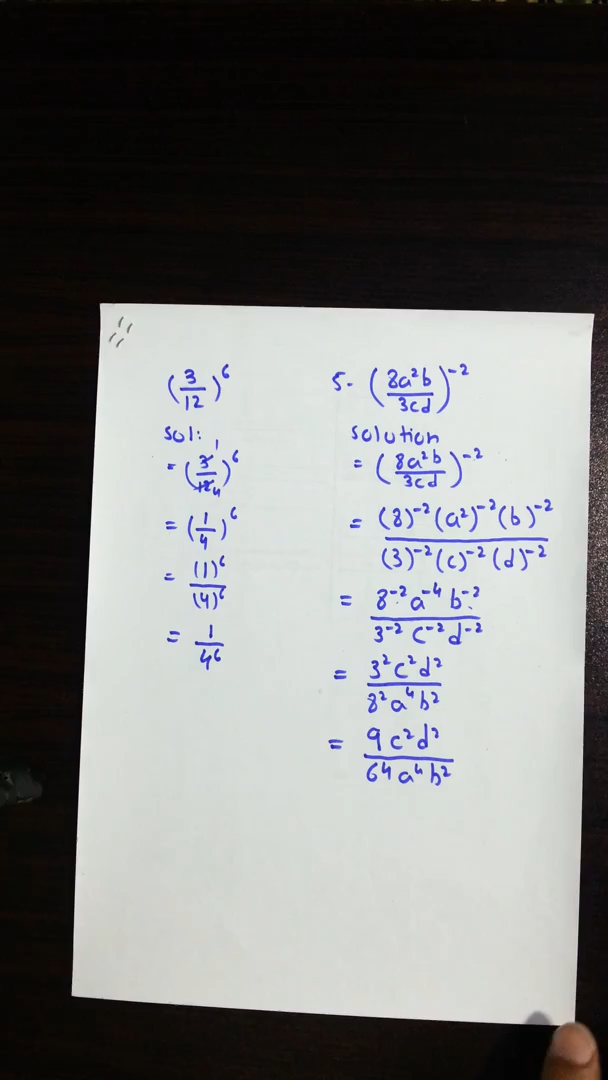 (3/12)^6
Sol:
= (3/12)^6 1 4
= (1/4)^6
= (1)^6/(4)^6
= 1/4^6
5- (8a²b/3cd)^-2
Solution
= (8a²b/3cd)^-2
= (8)^-2 (a²)^-2 (b)^-2 / (3)^-2 (c)^-2 (d)^-2
= 8^-2 a^-4 b^-2 / 3^-2 c^-2 d^-2
= 3²c²d² / 8²a⁴b²
= 9c²d² / 64a⁴b²